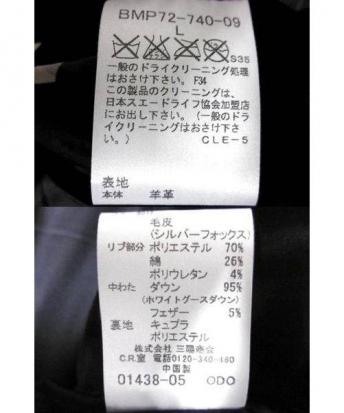 BMP72-740-09
L
S35
一般のドライクリーニング処理
はおさけ下さい。F34
この製品のクリーニングは、
日本スエードライフ協会加盟店
にお出し下さい。(一般のドラ
イクリーニングはおさけ下さ
い。) CLE-5
表地
本体 羊革
毛皮
(シルバーフォックス)
リブ部分 ポリエステル 70%
綿 26%
ポリウレタン 4%
中わた ダウン 95%
(ホワイトグースダウン)
フェザー 5%
裏地 キュプラ
ポリエステル
株式会社 三陽商会
C.R.室 電話0120-340-460
中国製
01438-05 ODO